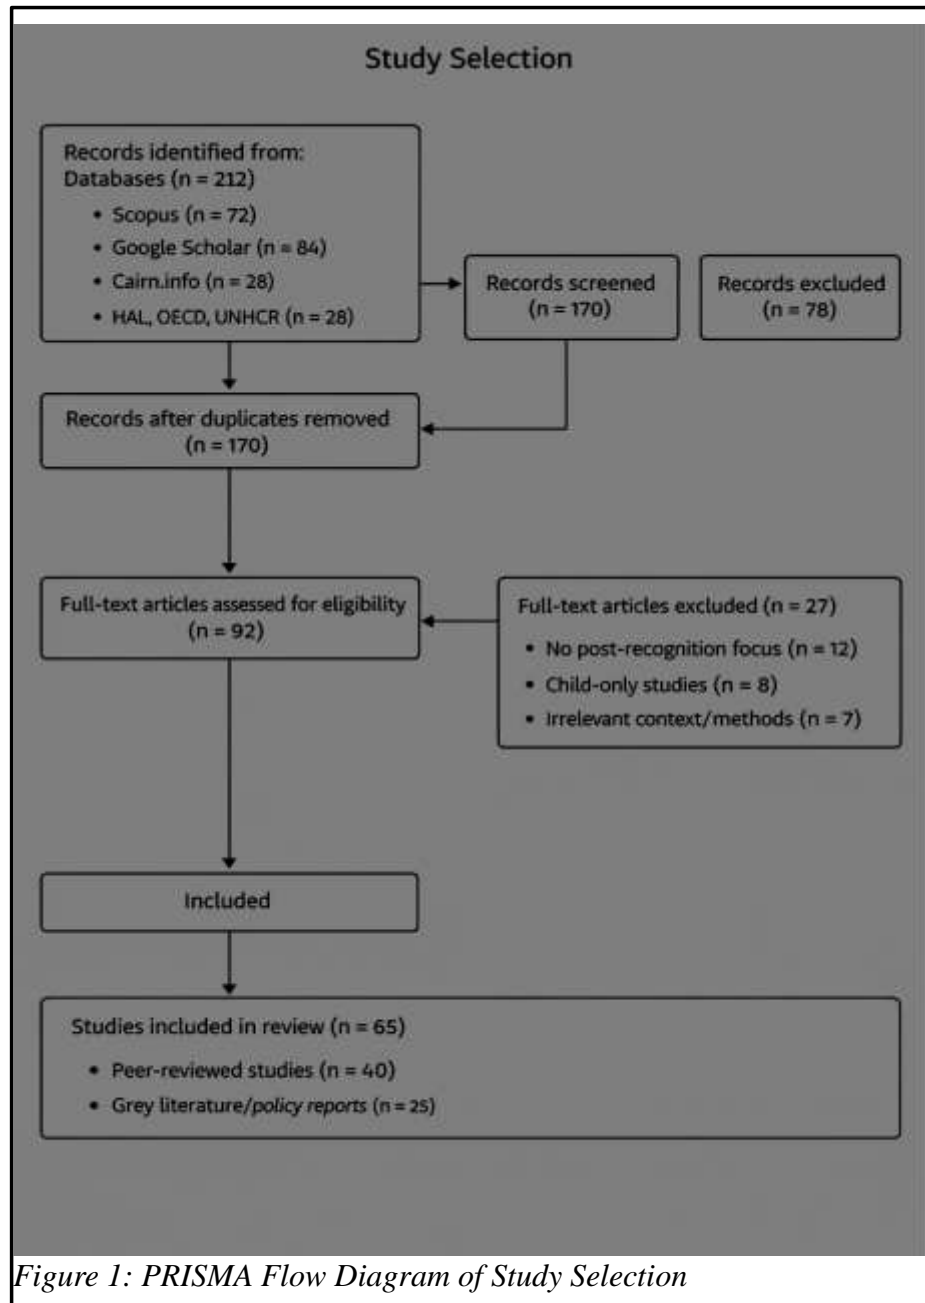 Study Selection
Records identified from:
Databases (n = 212)
• Scopus (n = 72)
• Google Scholar (n = 84)
• Cairn.info (n = 28)
• HAL, OECD, UNHCR (n = 28)
Records screened
(n = 170)
Records excluded
(n = 78)
Records after duplicates removed
(n = 170)
Full-text articles assessed for eligibility
(n = 92)
Full-text articles excluded (n = 27)
• No post-recognition focus (n = 12)
• Child-only studies (n = 8)
• Irrelevant context/methods (n = 7)
Included
Studies included in review (n = 65)
• Peer-reviewed studies (n = 40)
• Grey literature/policy reports (n = 25)
Figure 1: PRISMA Flow Diagram of Study Selection